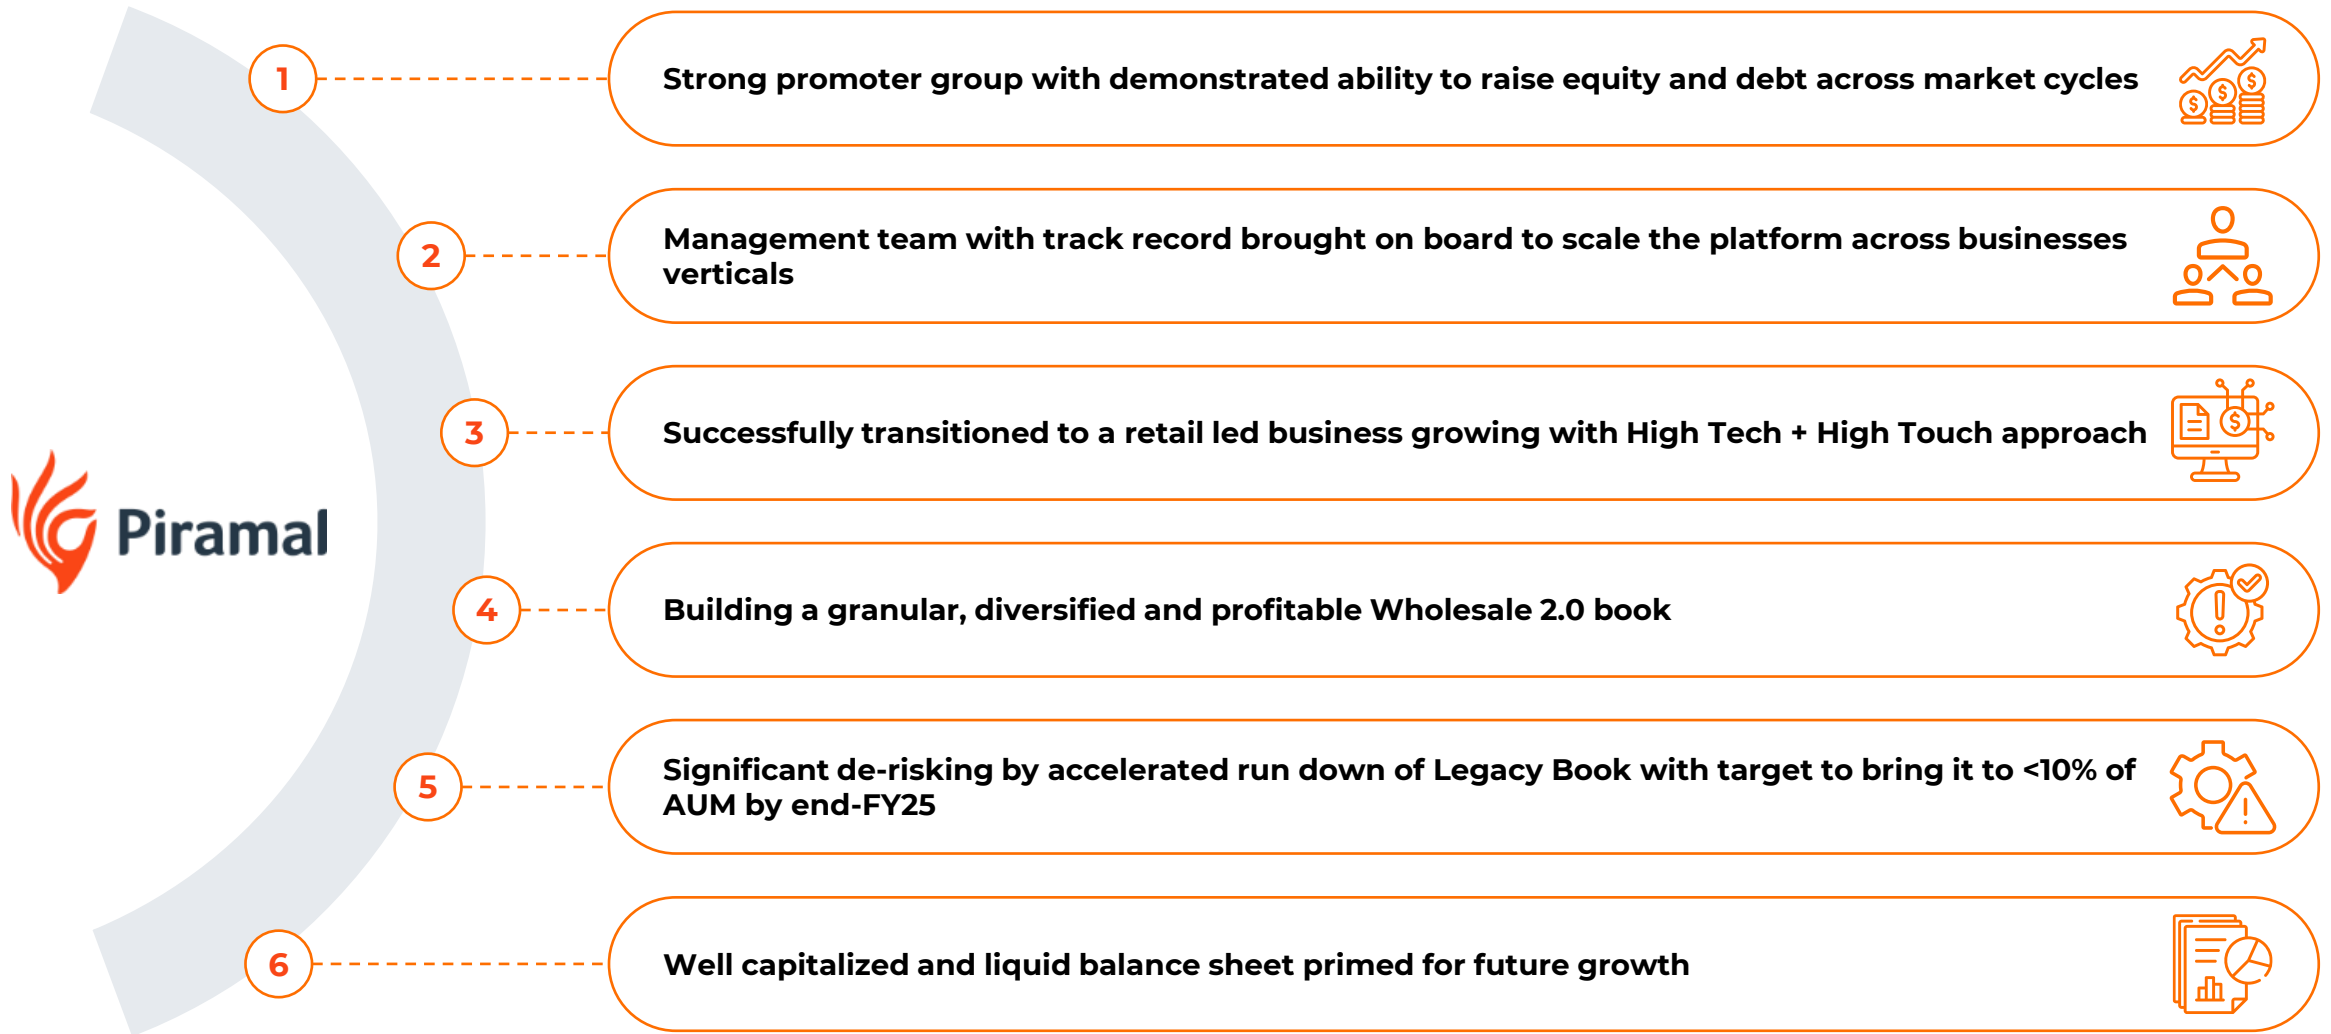 1
Strong promoter group with demonstrated ability to raise equity and debt across market cycles
2
Management team with track record brought on board to scale the platform across businesses
verticals
3
Successfully transitioned to a retail led business growing with High Tech + High Touch approach
Piramal
4
Building a granular, diversified and profitable Wholesale 2.0 book
5
Significant de-risking by accelerated run down of Legacy Book with target to bring it to <10% of
AUM by end-FY25
6
Well capitalized and liquid balance sheet primed for future growth